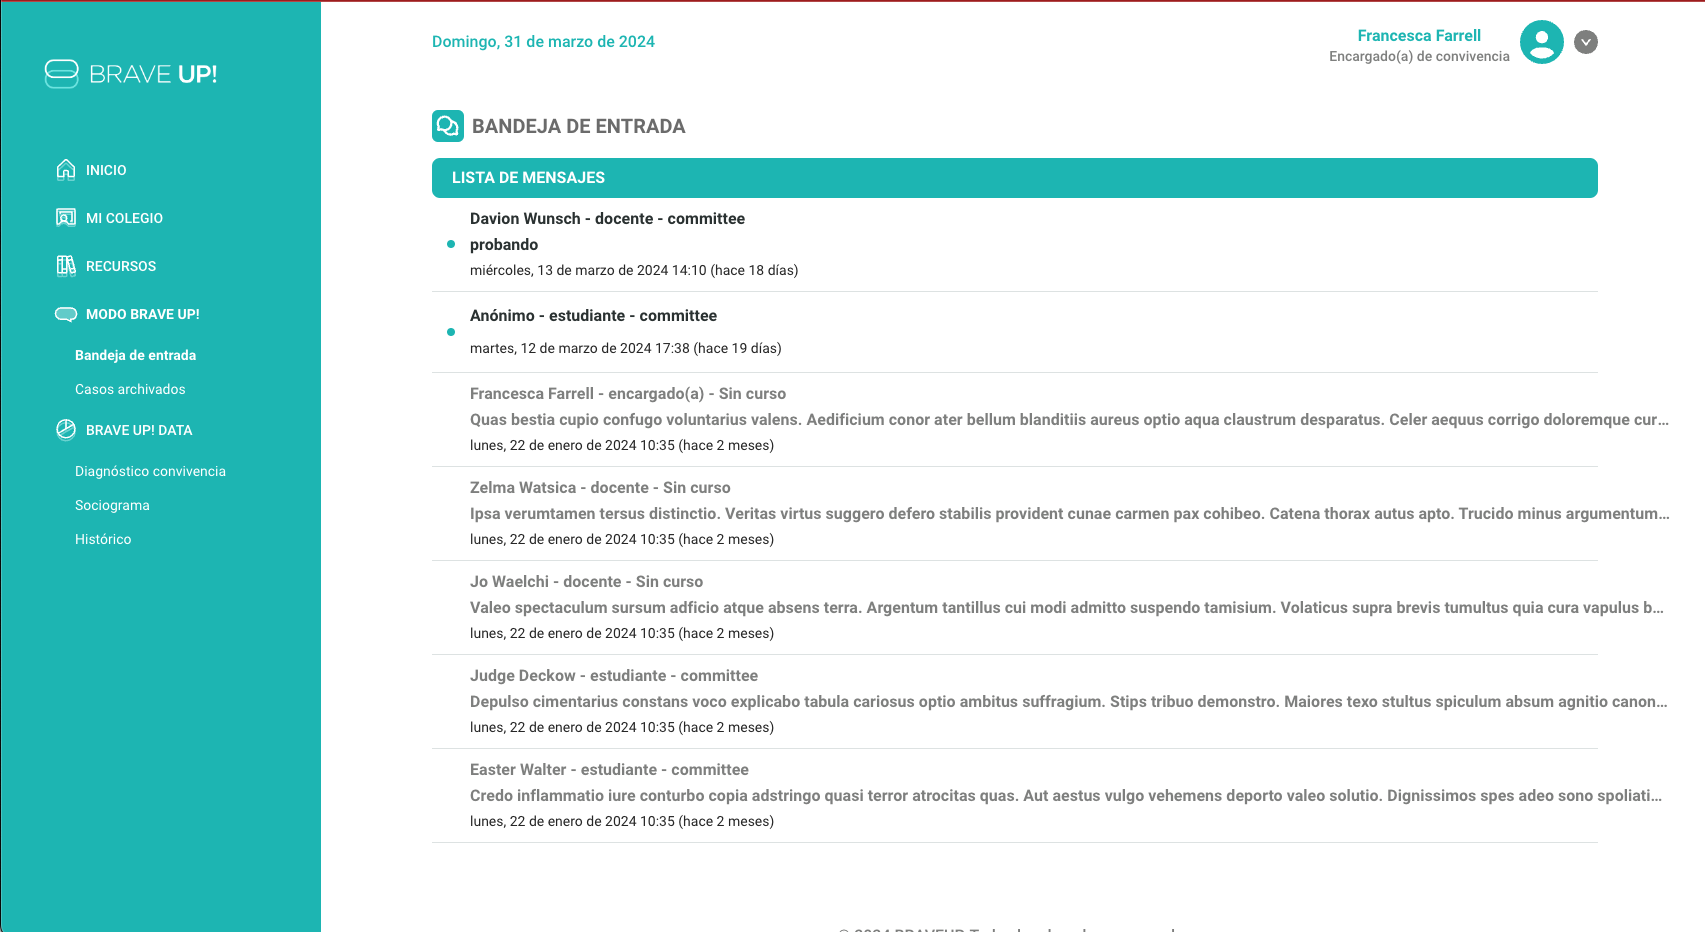 BRAVE UP!
INICIO
MI COLEGIO
RECURSOS
MODO BRAVE UP!
Bandeja de entrada
Casos archivados
BRAVE UP! DATA
Diagnóstico convivencia
Sociograma
Histórico
Domingo, 31 de marzo de 2024
Francesca Farrell
Encargado(a) de convivencia
BANDEJA DE ENTRADA
LISTA DE MENSAJES
Davion Wunsch - docente - committee
probando
miércoles, 13 de marzo de 2024 14:10 (hace 18 días)
Anónimo - estudiante - committee
martes, 12 de marzo de 2024 17:38 (hace 19 días)
Francesca Farrell - encargado(a) - Sin curso
Quas bestia cupio confugo voluntarius valens. Aedificium conor ater bellum blanditiis aureus optio aqua claustrum desparatus. Celer aequus corrigo doloremque cur...
lunes, 22 de enero de 2024 10:35 (hace 2 meses)
Zelma Watsica - docente - Sin curso
Ipsa verumtamen tersus distinctio. Veritas virtus suggero defero stabilis provident cunae carmen pax cohibeo. Catena thorax autus apto. Trucido minus argumentum...
lunes, 22 de enero de 2024 10:35 (hace 2 meses)
Jo Waelchi - docente - Sin curso
Valeo spectaculum sursum adficio atque absens terra. Argentum tantillus cui modi admitto suspendo tamisium. Volaticus supra brevis tumultus quia cura vapulus b...
lunes, 22 de enero de 2024 10:35 (hace 2 meses)
Judge Deckow - estudiante - committee
Depulso cimentarius constans voco explicabo tabula cariosus optio ambitus suffragium. Stips tribuo demonstro. Maiores texo stultus spiculum absum agnitio canon...
lunes, 22 de enero de 2024 10:35 (hace 2 meses)
Easter Walter - estudiante - committee
Credo inflammatio iure conturbo copia adstringo quasi terror atrocitas quas. Aut aestus vulgo vehemens deporto valeo solutio. Dignissimos spes adeo sono spoliati...
lunes, 22 de enero de 2024 10:35 (hace 2 meses)
© 2024 BRAVEUP